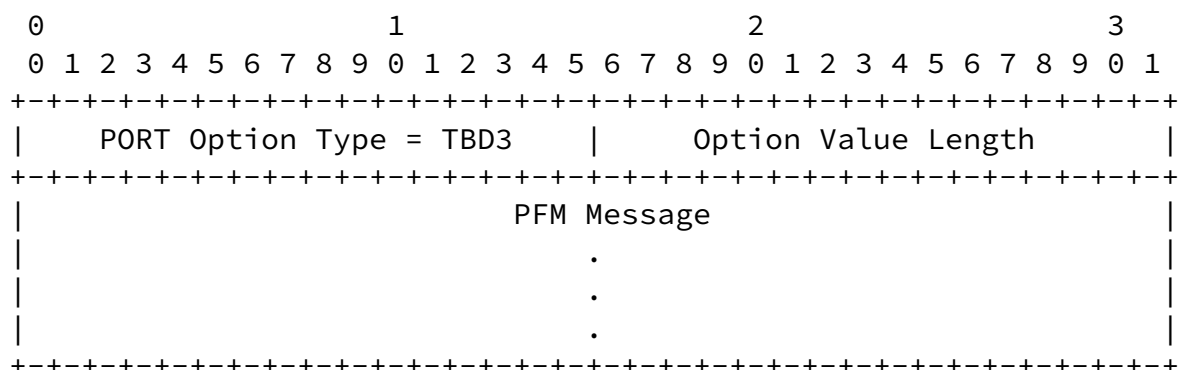 0                   1                   2                   3
 0 1 2 3 4 5 6 7 8 9 0 1 2 3 4 5 6 7 8 9 0 1 2 3 4 5 6 7 8 9 0 1
+-+-+-+-+-+-+-+-+-+-+-+-+-+-+-+-+-+-+-+-+-+-+-+-+-+-+-+-+-+-+-+-+
|    PORT Option Type = TBD3    |     Option Value Length       |
+-+-+-+-+-+-+-+-+-+-+-+-+-+-+-+-+-+-+-+-+-+-+-+-+-+-+-+-+-+-+-+-+
|                           PFM Message                         |
|                               .                               |
|                               .                               |
|                               .                               |
+-+-+-+-+-+-+-+-+-+-+-+-+-+-+-+-+-+-+-+-+-+-+-+-+-+-+-+-+-+-+-+-+